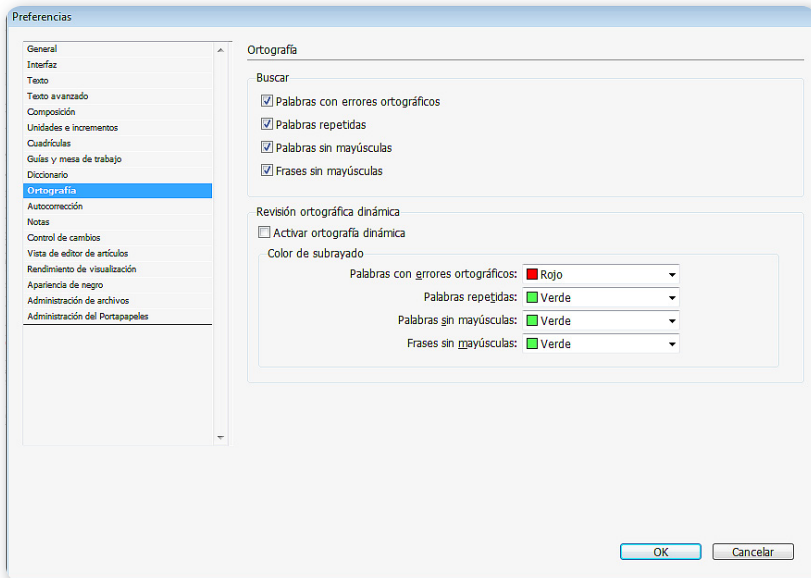 Preferencias
General
Interfaz
Texto
Texto avanzado
Composición
Unidades e incrementos
Cuadrículas
Guías y mesa de trabajo
Diccionario
Ortografía
Autocorrección
Notas
Control de cambios
Vista de editor de artículos
Rendimiento de visualización
Apariencia de negro
Administración de archivos
Administración del Portapapeles
Ortografía
Buscar
Palabras con errores ortográficos
Palabras repetidas
Palabras sin mayúsculas
Frases sin mayúsculas
Revisión ortográfica dinámica
Activar ortografía dinámica
Color de subrayado
Palabras con errores ortográficos: Rojo
Palabras repetidas: Verde
Palabras sin mayúsculas: Verde
Frases sin mayúsculas: Verde
OK Cancelar